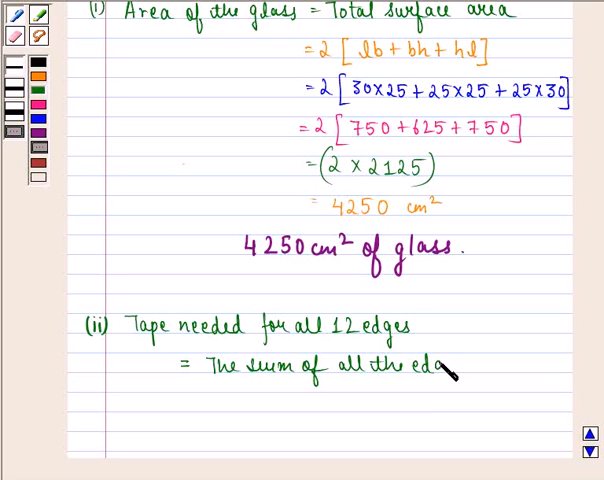 (i) Area of the glass = Total surface area
= 2 [ lb + bh + hl ]
= 2 [ 30×25 + 25×25 + 25×30 ]
= 2 [ 750 + 625 + 750 ]
= ( 2 × 2125 )
= 4250 cm²
4250 cm² of glass.
(ii) Tape needed for all 12 edges
= The sum of all the ed